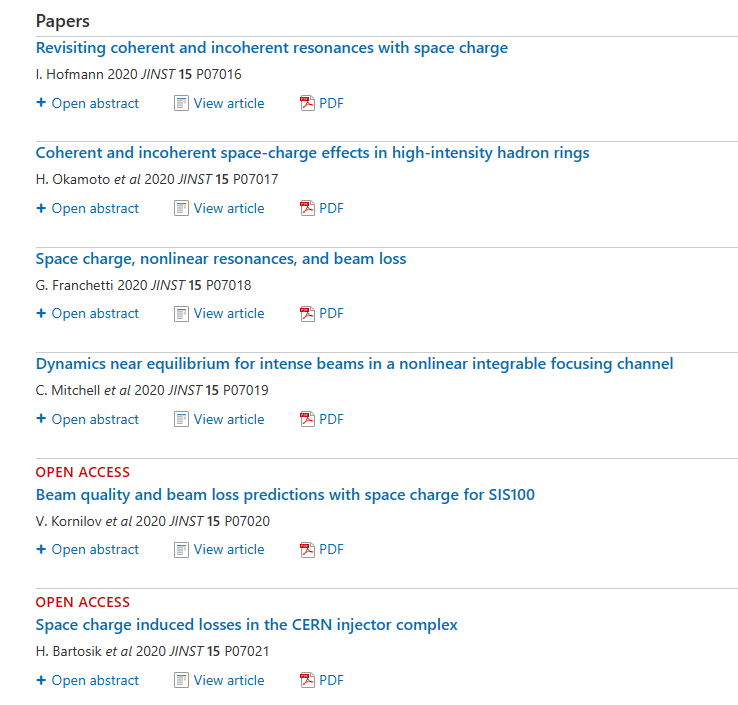 Papers
Revisiting coherent and incoherent resonances with space charge
I. Hofmann 2020 JINST 15 P07016
+ Open abstract View article PDF
Coherent and incoherent space-charge effects in high-intensity hadron rings
H. Okamoto et al 2020 JINST 15 P07017
+ Open abstract View article PDF
Space charge, nonlinear resonances, and beam loss
G. Franchetti 2020 JINST 15 P07018
+ Open abstract View article PDF
Dynamics near equilibrium for intense beams in a nonlinear integrable focusing channel
C. Mitchell et al 2020 JINST 15 P07019
+ Open abstract View article PDF
OPEN ACCESS
Beam quality and beam loss predictions with space charge for SIS100
V. Kornilov et al 2020 JINST 15 P07020
+ Open abstract View article PDF
OPEN ACCESS
Space charge induced losses in the CERN injector complex
H. Bartosik et al 2020 JINST 15 P07021
+ Open abstract View article PDF